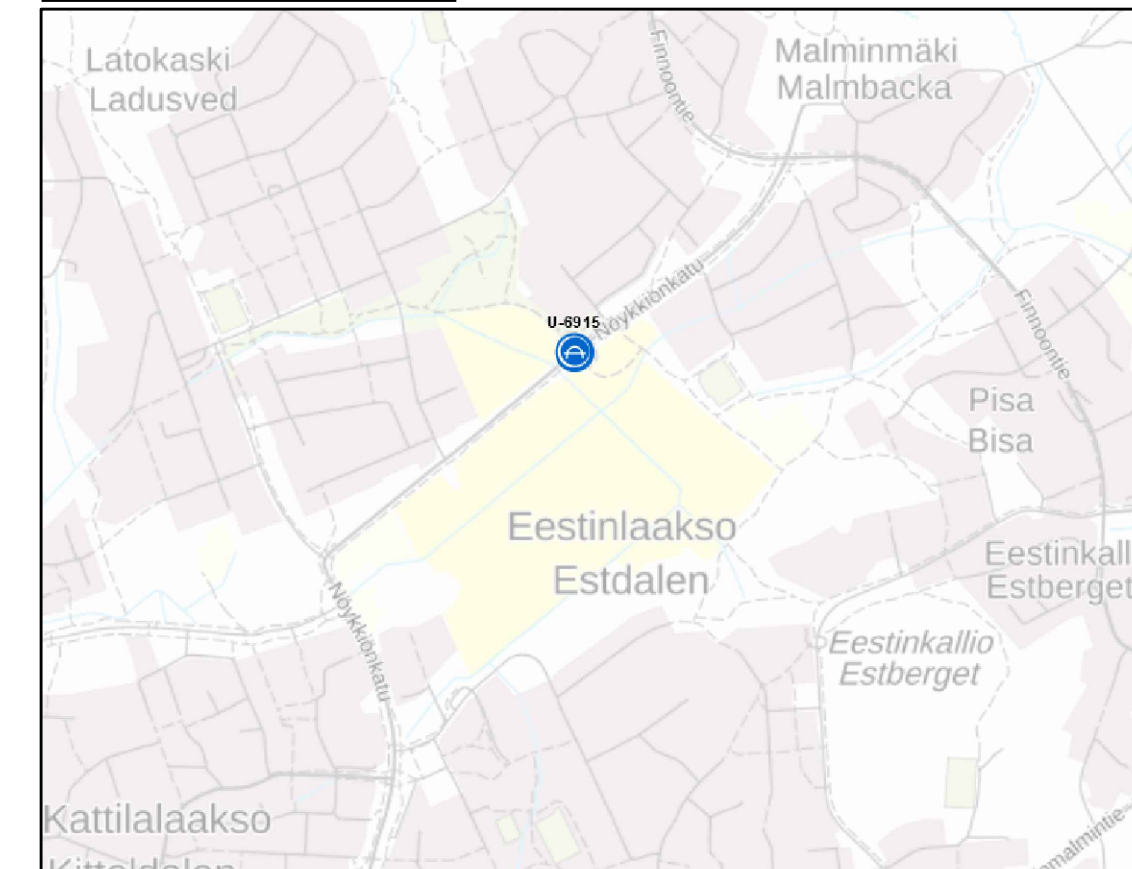 Latokaski
Ladusved
Finnoontie
Malminmäki
Malmbacka
U-6915
Nöykkiönkatu
Finnoontie
Pisa
Bisa
Eestinlaakso
Estdalen
Eestinkall
Estberget
Nöykkiönkatu
Eestinkallio
Estberget
Kattilalaakso